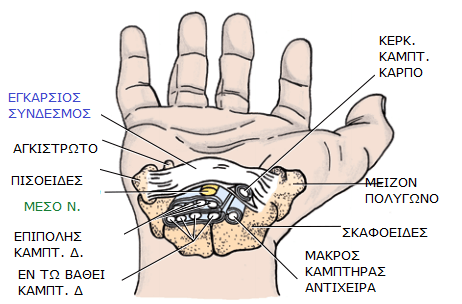 ΚΕΡΚ.
ΚΑΜΠΤ.
ΚΑΡΠΟ
ΕΓΚΑΡΣΙΟΣ
ΣΥΝΔΕΣΜΟΣ
ΑΓΚΙΣΤΡΩΤΟ
ΠΙΣΟΕΙΔΕΣ
ΜΕΣΟ Ν.
ΕΠΙΠΟΛΗΣ
ΚΑΜΠΤ. Δ.
ΕΝ ΤΩ ΒΑΘΕΙ
ΚΑΜΠΤ. Δ
ΜΕΙΖΟΝ
ΠΟΛΥΓΩΝΟ
ΣΚΑΦΟΕΙΔΕΣ
ΜΑΚΡΟΣ
ΚΑΜΠΤΗΡΑΣ
ΑΝΤΙΧΕΙΡΑ